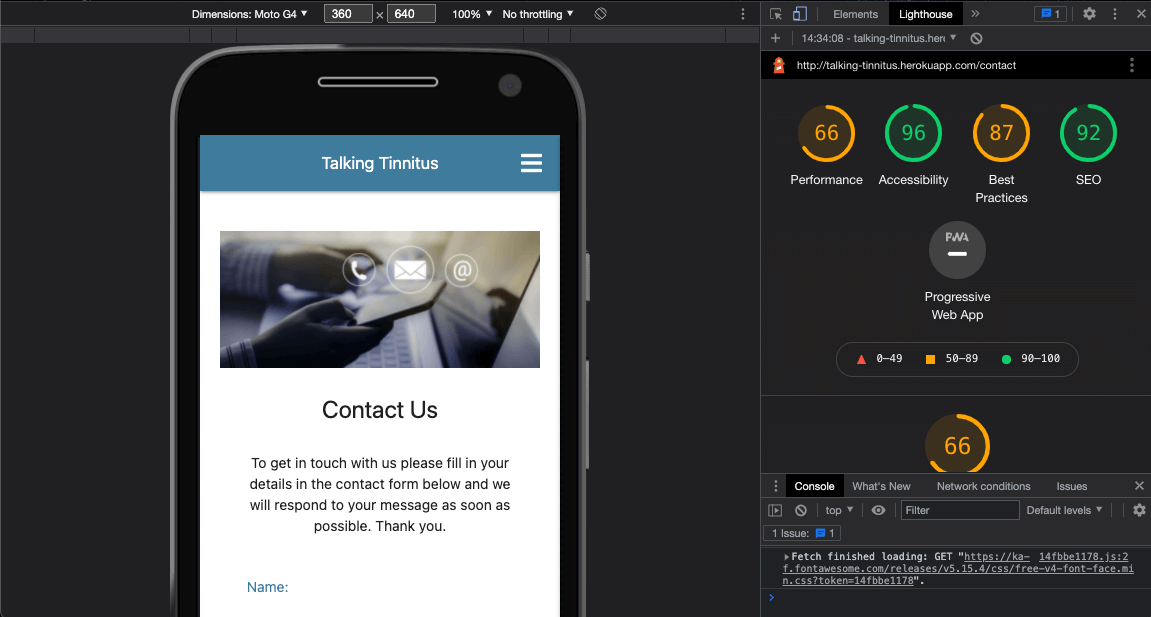 Dimensions: Moto G4 ▼ 360 × 640 100% ▼ No throttling ▼
Elements Lighthouse » 1
14:34:08 - talking-tinnitus.her ▼
http://talking-tinnitus.herokuapp.com/contact
66 96 87 92
Performance Accessibility Best Practices SEO
PWA
Progressive
Web App
0–49 50–89 90–100
66
Talking Tinnitus
@
Contact Us
To get in touch with us please fill in your
details in the contact form below and we
will respond to your message as soon as
possible. Thank you.
Name:
Console What's New Network conditions Issues
top ▼ Filter Default levels ▼
1 Issue: 1
Fetch finished loading: GET "https://ka- 14fbbe1178.js:2
f.fontawesome.com/releases/v5.15.4/css/free-v4-font-face.mi
n.css?token=14fbbe1178".